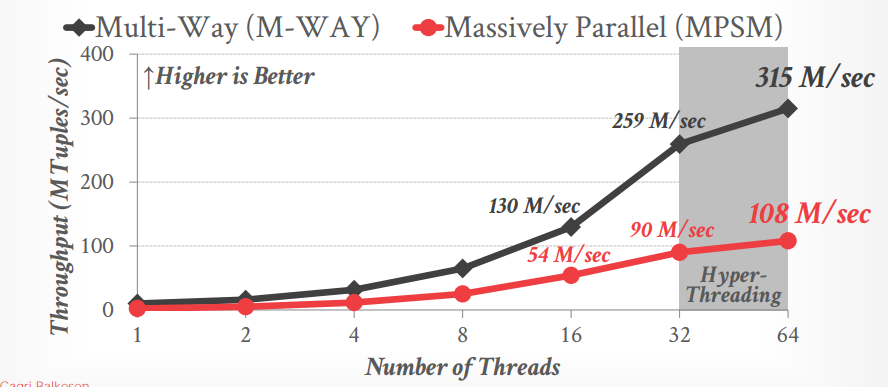 Multi-Way (M-WAY) Massively Parallel (MPSM)
400
↑Higher is Better
315 M/sec
300
259 M/sec
200
130 M/sec
108 M/sec
90 M/sec
54 M/sec
100
Hyper-
Threading
0
Throughput (MTuples/sec)
1 2 4 8 16 32 64
Number of Threads
Cagri Balkesen